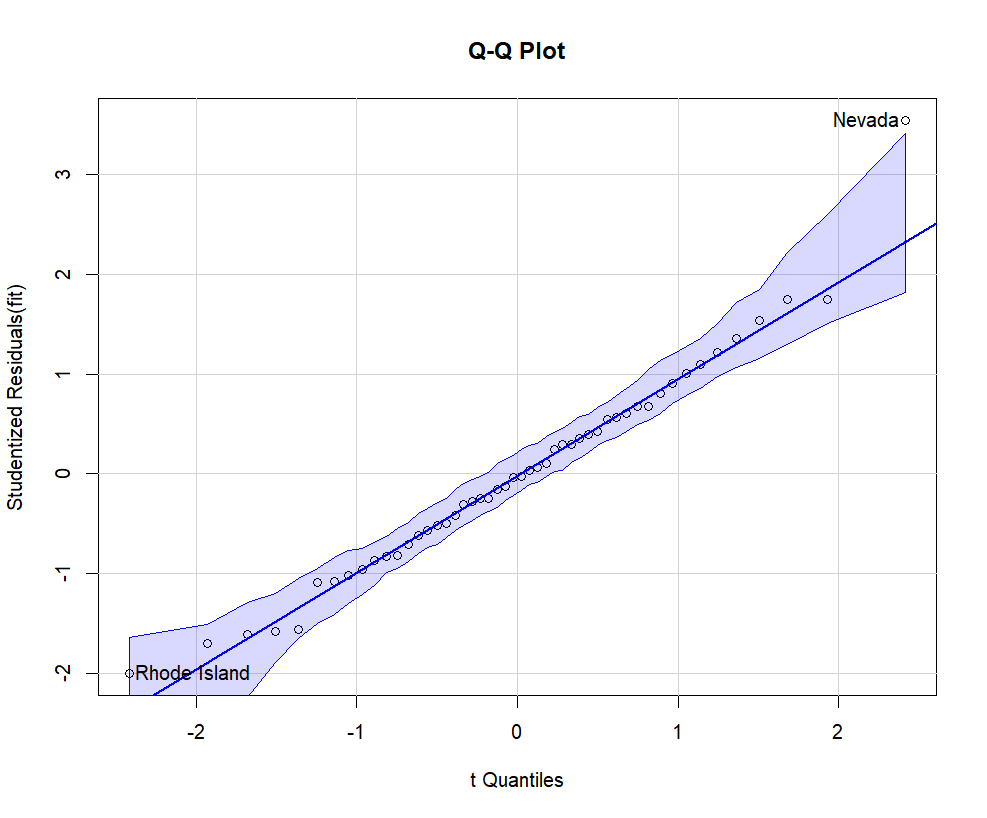 Q-Q Plot
Nevada
3
2
1
0
-1
-2
Rhode Island
Studentized Residuals(fit)
-2 -1 0 1 2
t Quantiles